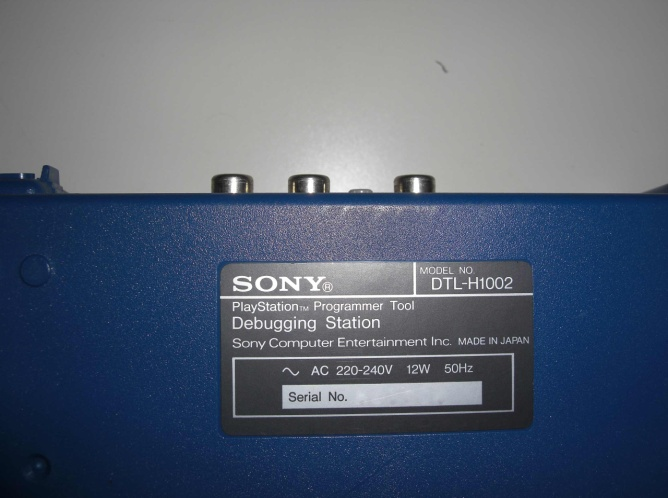 SONY®
MODEL NO.
DTL-H1002
PlayStation™ Programmer Tool
Debugging Station
Sony Computer Entertainment Inc. MADE IN JAPAN
∿ AC 220-240V 12W 50Hz
Serial No.